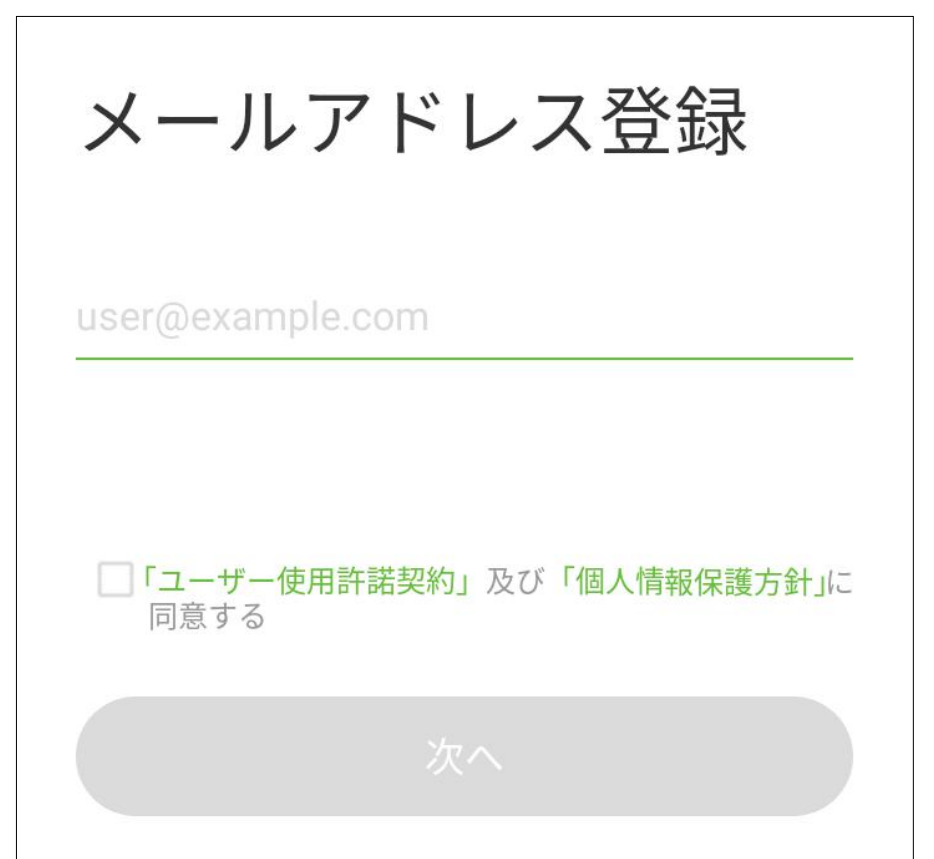 メールアドレス登録
user@example.com
「ユーザー使用許諾契約」及び「個人情報保護方針」に
同意する
次へ